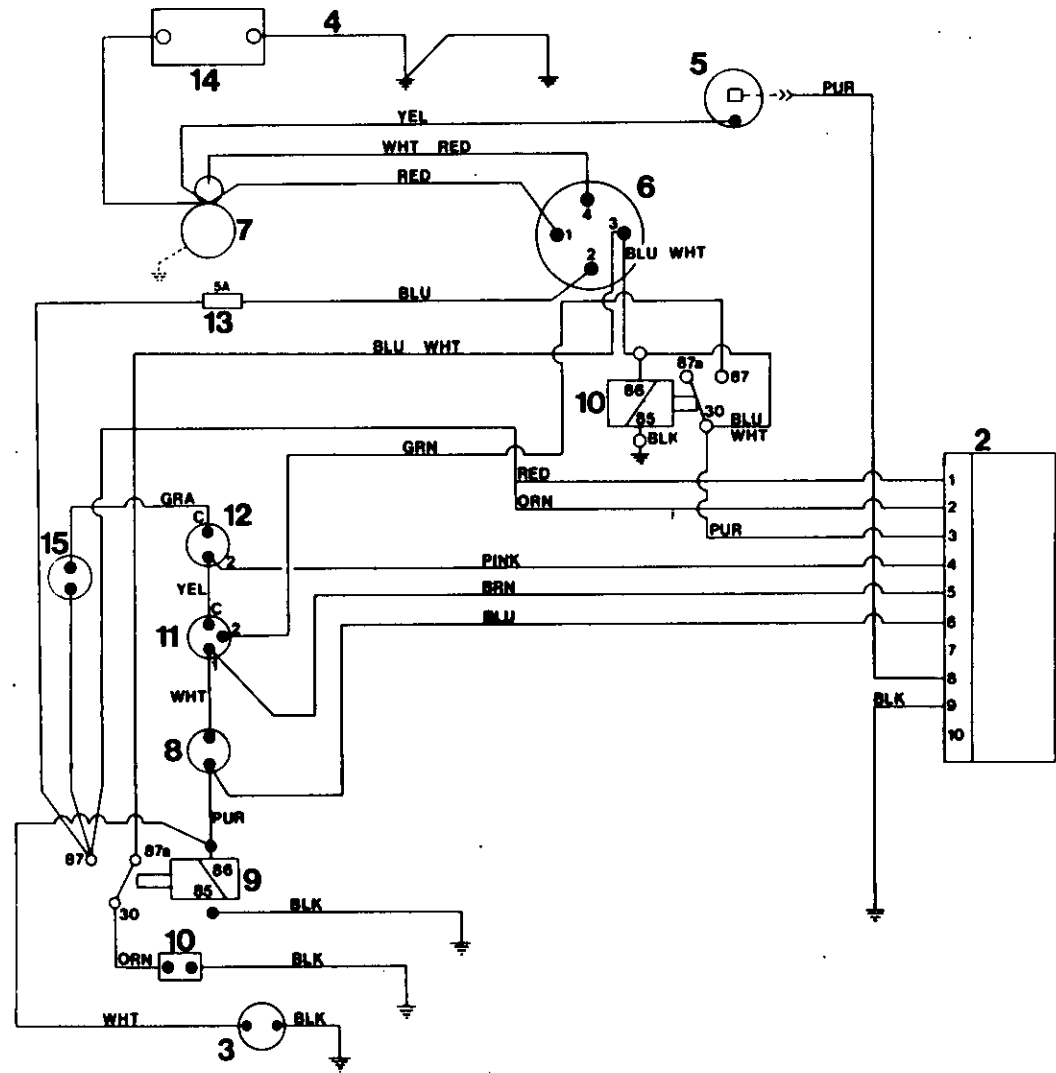 4
14
5
PUR
YEL
WHT RED
RED
6
4
1
3
2
7
BLU WHT
5A
BLU
13
BLU WHT
87a
87
86
10
85
30
BLK
BLU
WHT
GRN
2
RED
1
ORN
2
GRA
C
12
PUR
3
15
2
PINK
4
YEL
BRN
5
C
11
2
BLU
6
1
7
WHT
8
8
BLK
9
10
PUR
87
87a
86
9
85
30
BLK
10
ORN
BLK
WHT
BLK
3